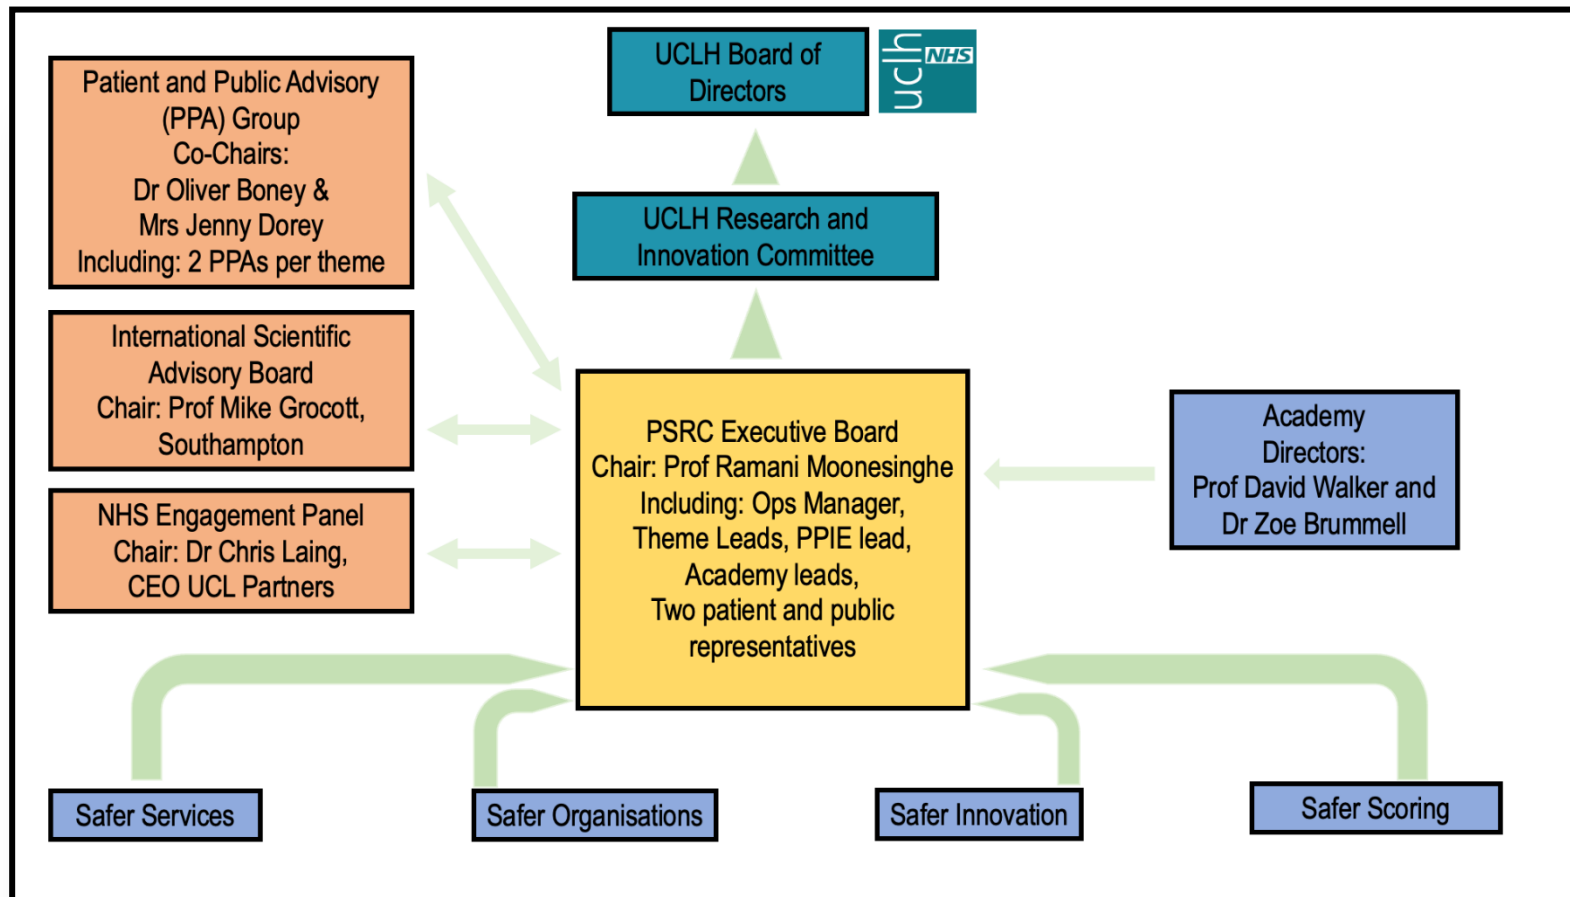 UCLH Board of
Directors
uclh
NHS
Patient and Public Advisory
(PPA) Group
Co-Chairs:
Dr Oliver Boney &
Mrs Jenny Dorey
Including: 2 PPAs per theme
UCLH Research and
Innovation Committee
International Scientific
Advisory Board
Chair: Prof Mike Grocott,
Southampton
NHS Engagement Panel
Chair: Dr Chris Laing,
CEO UCL Partners
PSRC Executive Board
Chair: Prof Ramani Moonesinghe
Including: Ops Manager,
Theme Leads, PPIE lead,
Academy leads,
Two patient and public
representatives
Academy
Directors:
Prof David Walker and
Dr Zoe Brummell
Safer Services
Safer Organisations
Safer Innovation
Safer Scoring